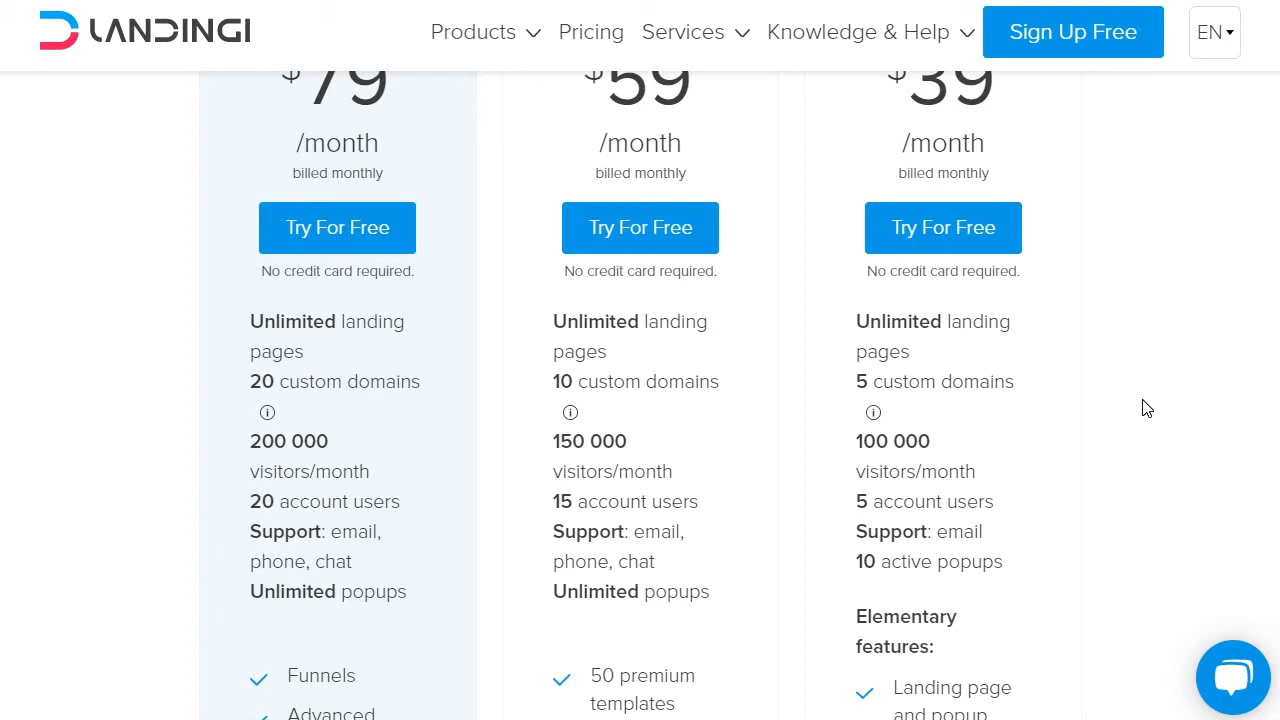 LANDINGI
Products
Pricing
Services
Knowledge & Help
Sign Up Free
EN
$79
/month
billed monthly
Try For Free
No credit card required.
Unlimited landing
pages
20 custom domains
200 000
visitors/month
20 account users
Support: email,
phone, chat
Unlimited popups
Funnels
Advanced
$59
/month
billed monthly
Try For Free
No credit card required.
Unlimited landing
pages
10 custom domains
150 000
visitors/month
15 account users
Support: email,
phone, chat
Unlimited popups
50 premium
templates
$39
/month
billed monthly
Try For Free
No credit card required.
Unlimited landing
pages
5 custom domains
100 000
visitors/month
5 account users
Support: email
10 active popups
Elementary
features:
Landing page
and popup